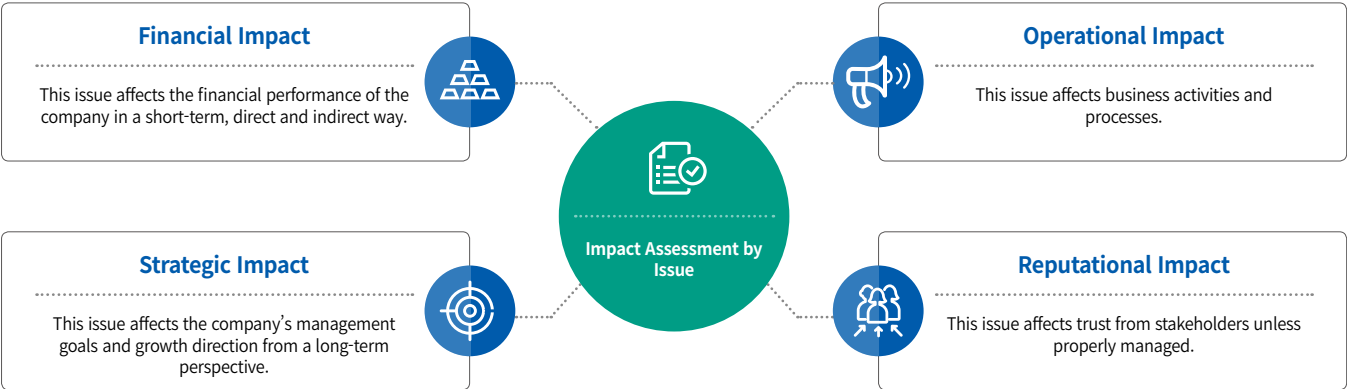 Financial Impact
This issue affects the financial performance of the
company in a short-term, direct and indirect way.
Operational Impact
This issue affects business activities and
processes.
Impact Assessment by
Issue
Strategic Impact
This issue affects the company’s management
goals and growth direction from a long-term
perspective.
Reputational Impact
This issue affects trust from stakeholders unless
properly managed.